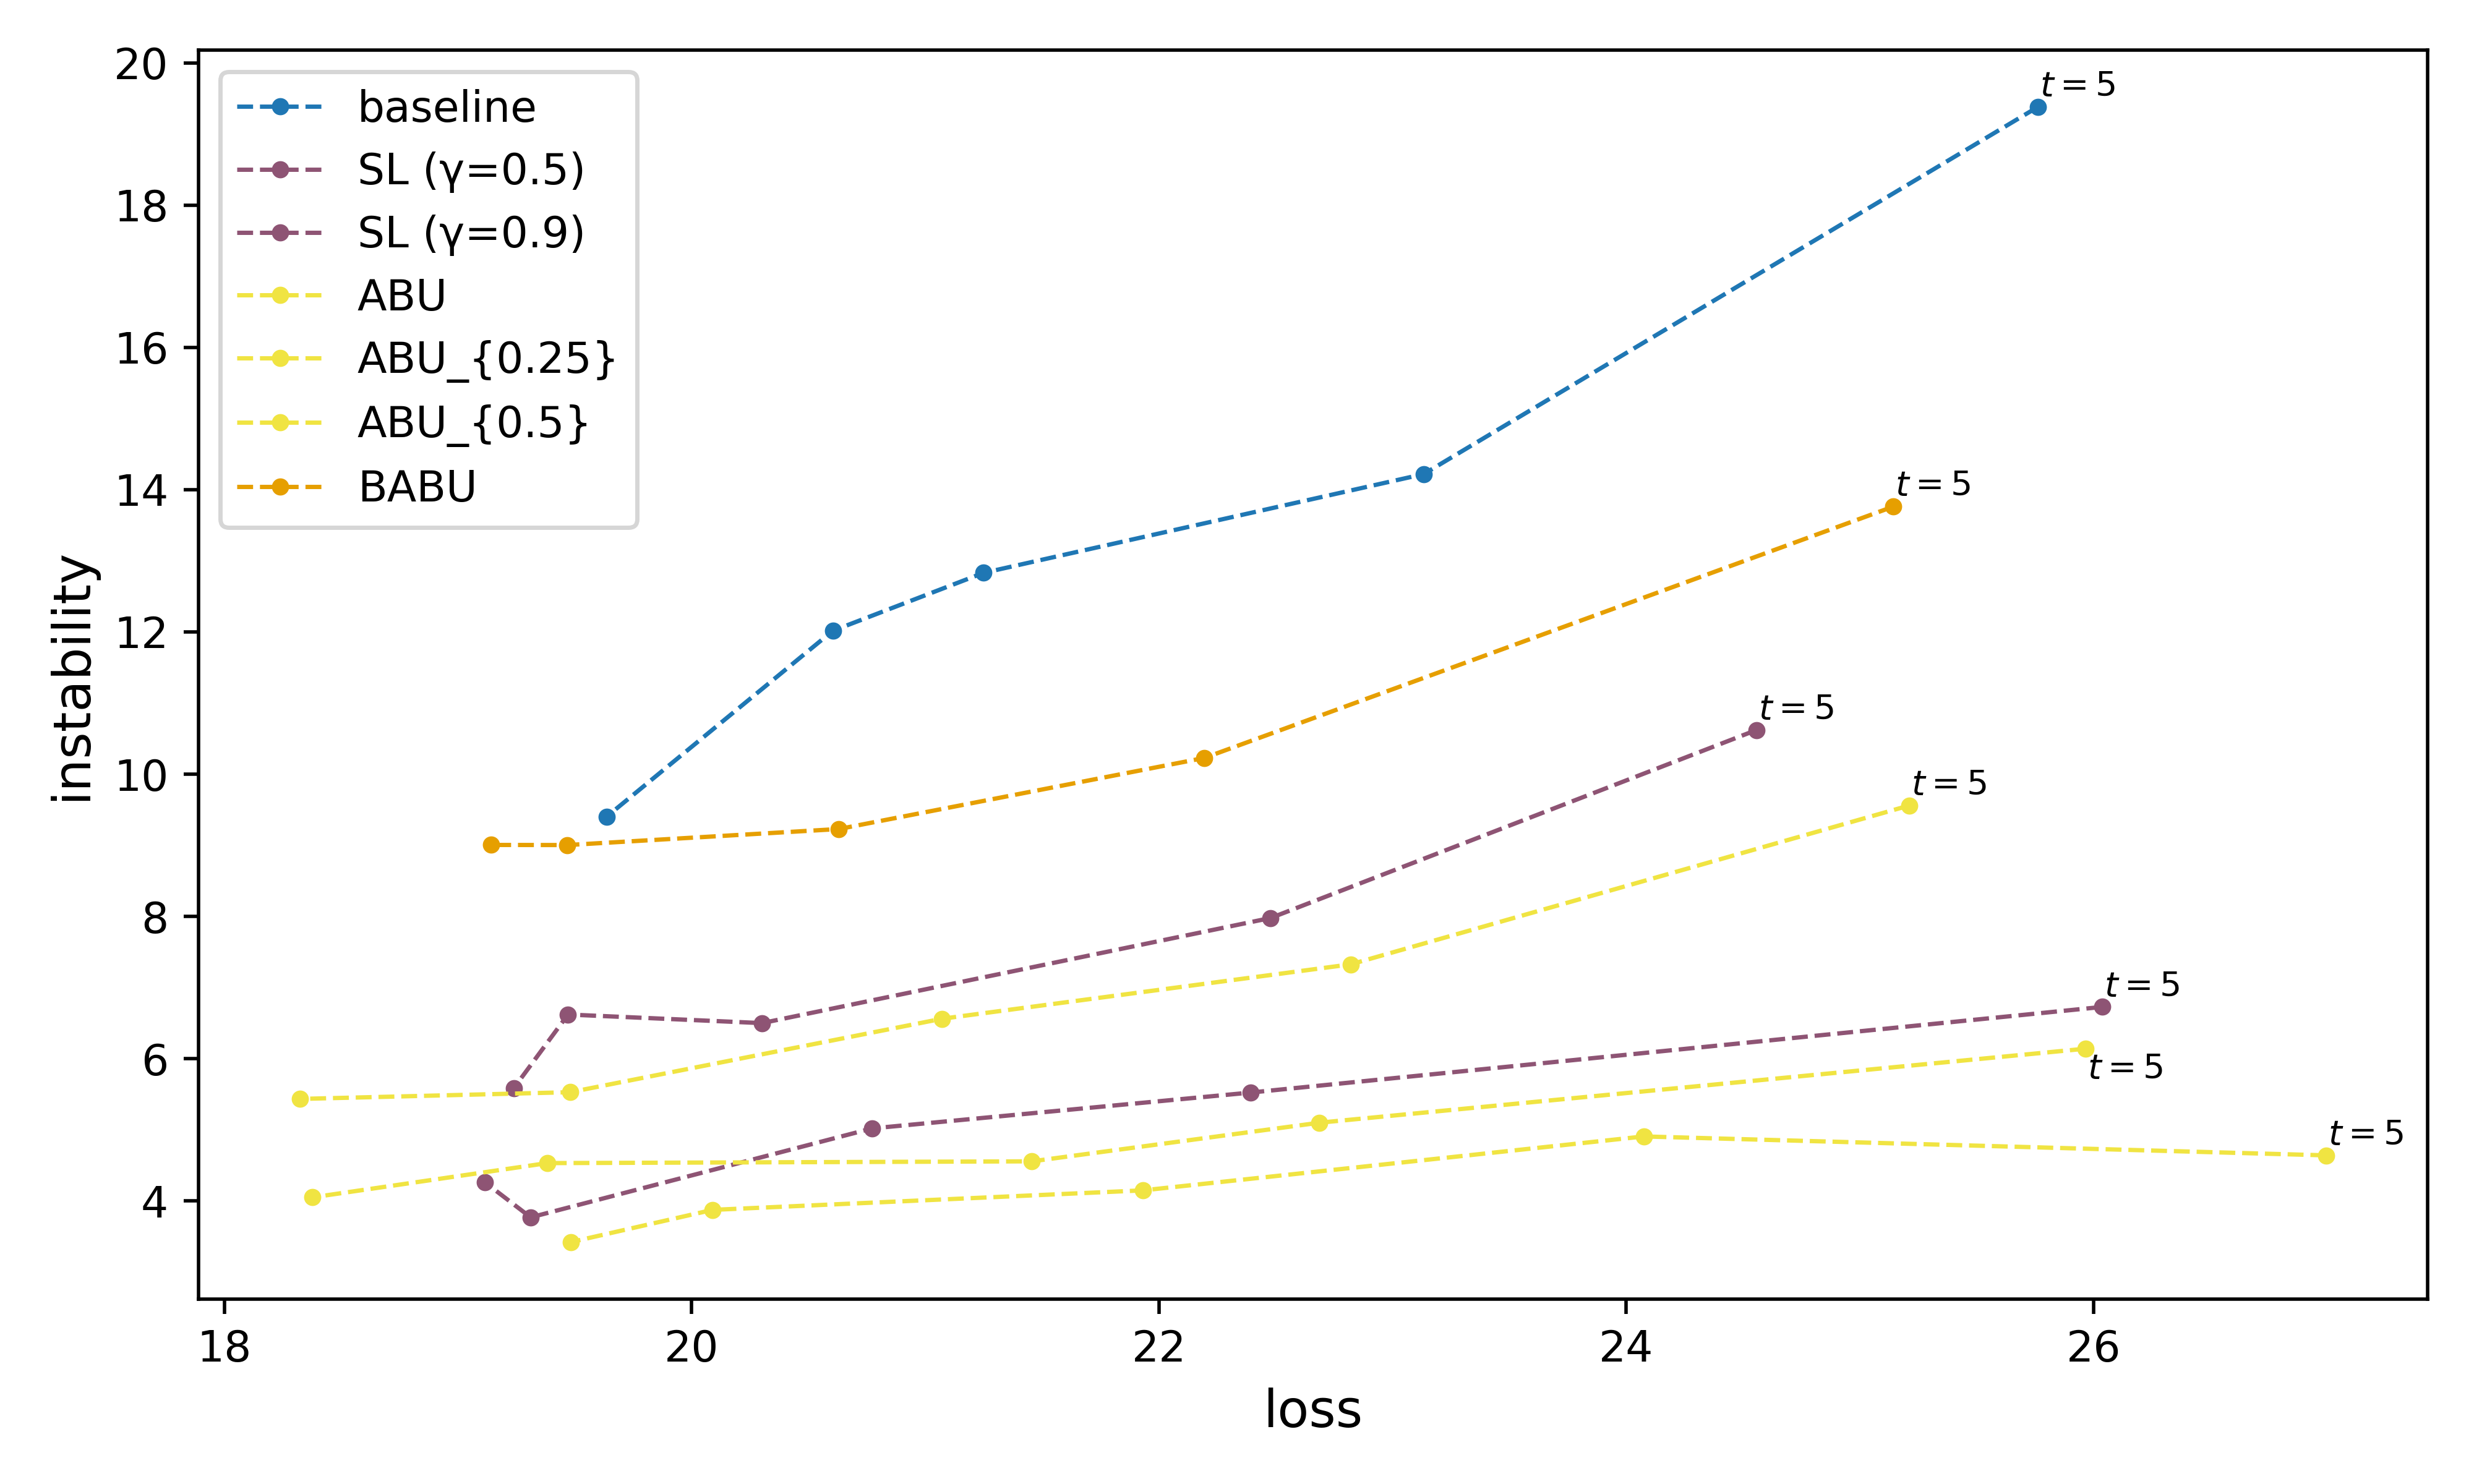 20
18
16
14
12
10
8
6
4
instability
baseline
SL (γ=0.5)
SL (γ=0.9)
ABU
ABU_{0.25}
ABU_{0.5}
BABU
t = 5
t = 5
t = 5
t = 5
t = 5
t = 5
t = 5
18 20 22 24 26
loss